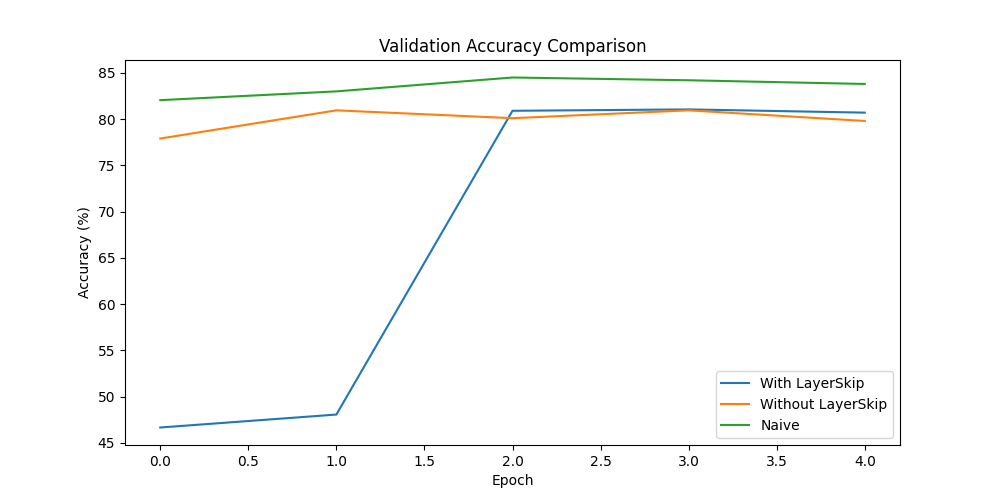 Validation Accuracy Comparison
Accuracy (%)
85
80
75
70
65
60
55
50
45
0.0 0.5 1.0 1.5 2.0 2.5 3.0 3.5 4.0
Epoch
With LayerSkip
Without LayerSkip
Naive